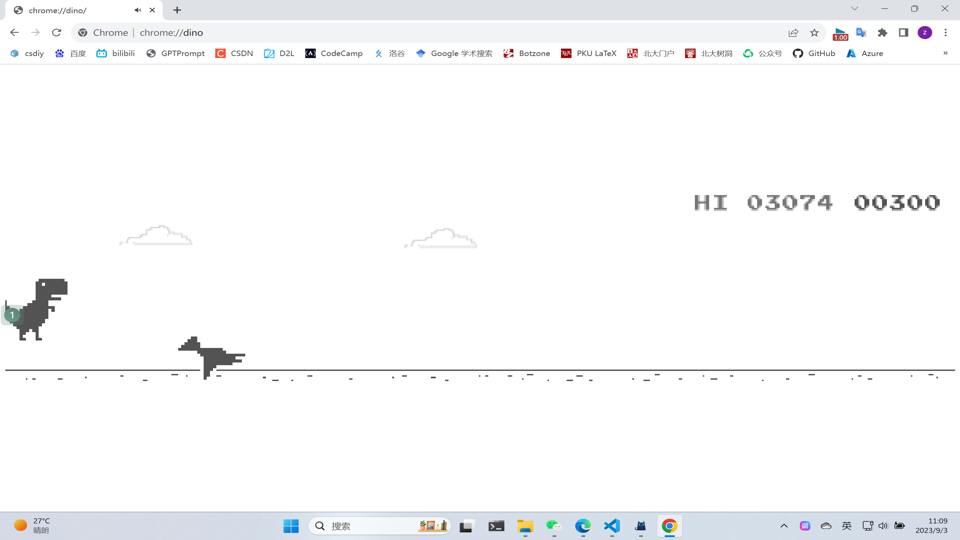 chrome://dino/
Chrome | chrome://dino
1.00
z
csdiy 百度 bilibili GPTPrompt CSDN D2L CodeCamp 洛谷 Google 学术搜索 Botzone PKU LaTeX 北大门户 北大树洞 公众号 GitHub Azure »
HI 03074 00300
1
27°C
晴朗
搜索
英
11:09
2023/9/3